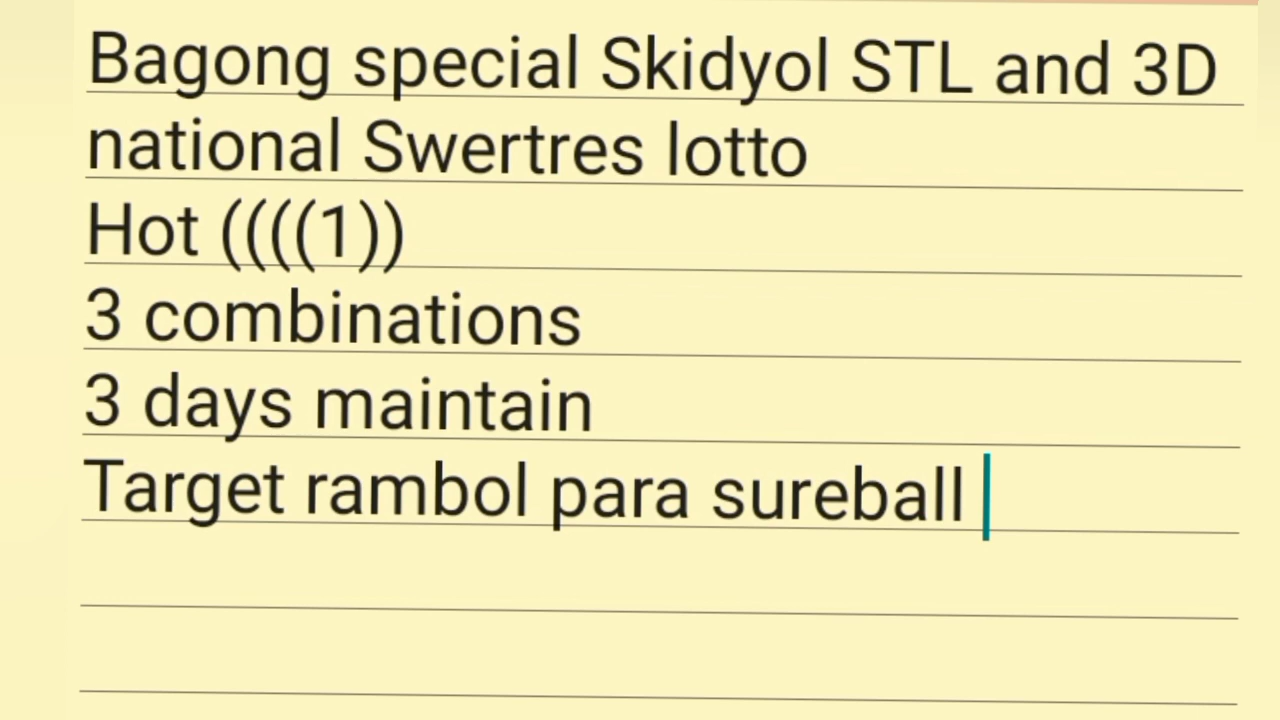 Bagong special Skidyol STL and 3D
national Swertres lotto
Hot ((((1))
3 combinations
3 days maintain
Target rambol para sureball